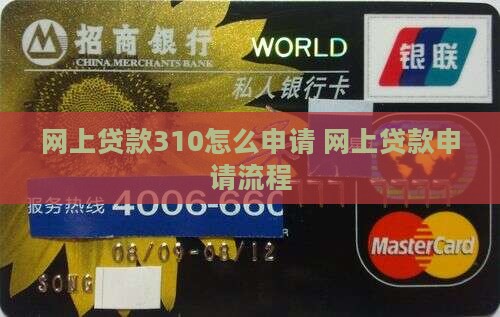 招商银行
CHINA MERCHANTS BANK
WORLD
银联
私人银行卡
网上贷款310怎么申请 网上贷款申
请流程
服务热线 4006-660
08/09-08/12
SONG
MasterCard